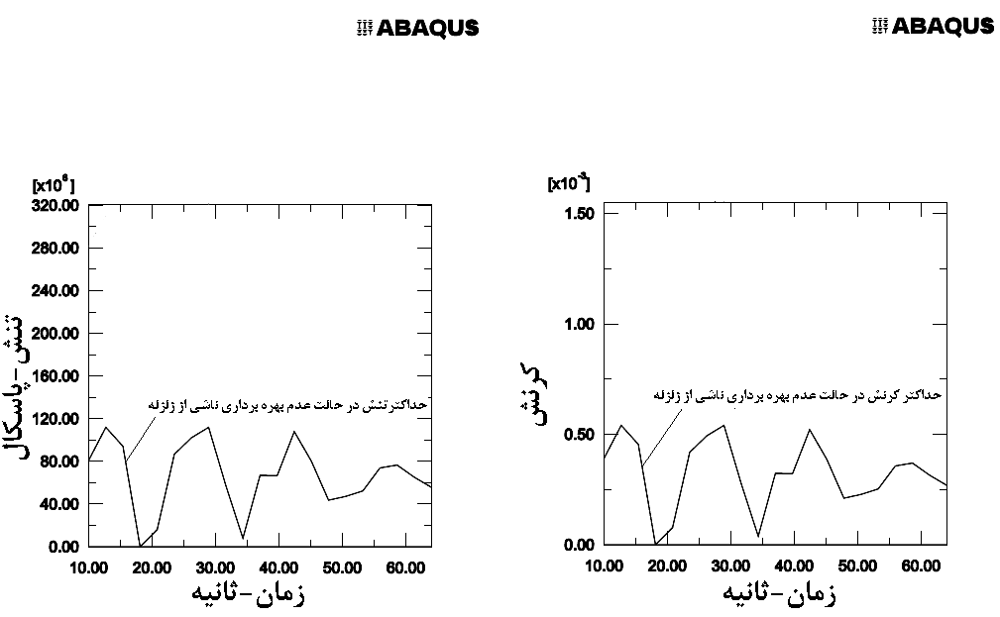 ABAQUS
[x10⁶]
320.00
280.00
240.00
200.00
160.00
120.00
80.00
40.00
0.00
تنش-پاسکال
حداکثر تنش در حالت عدم بهره برداری ناشی از زلزله
10.00 20.00 30.00 40.00 50.00 60.00
زمان-ثانیه
ABAQUS
[x10⁻³]
1.50
1.00
0.50
0.00
کرنش
حداکثر کرنش در حالت عدم بهره برداری ناشی از زلزله
10.00 20.00 30.00 40.00 50.00 60.00
زمان-ثانیه